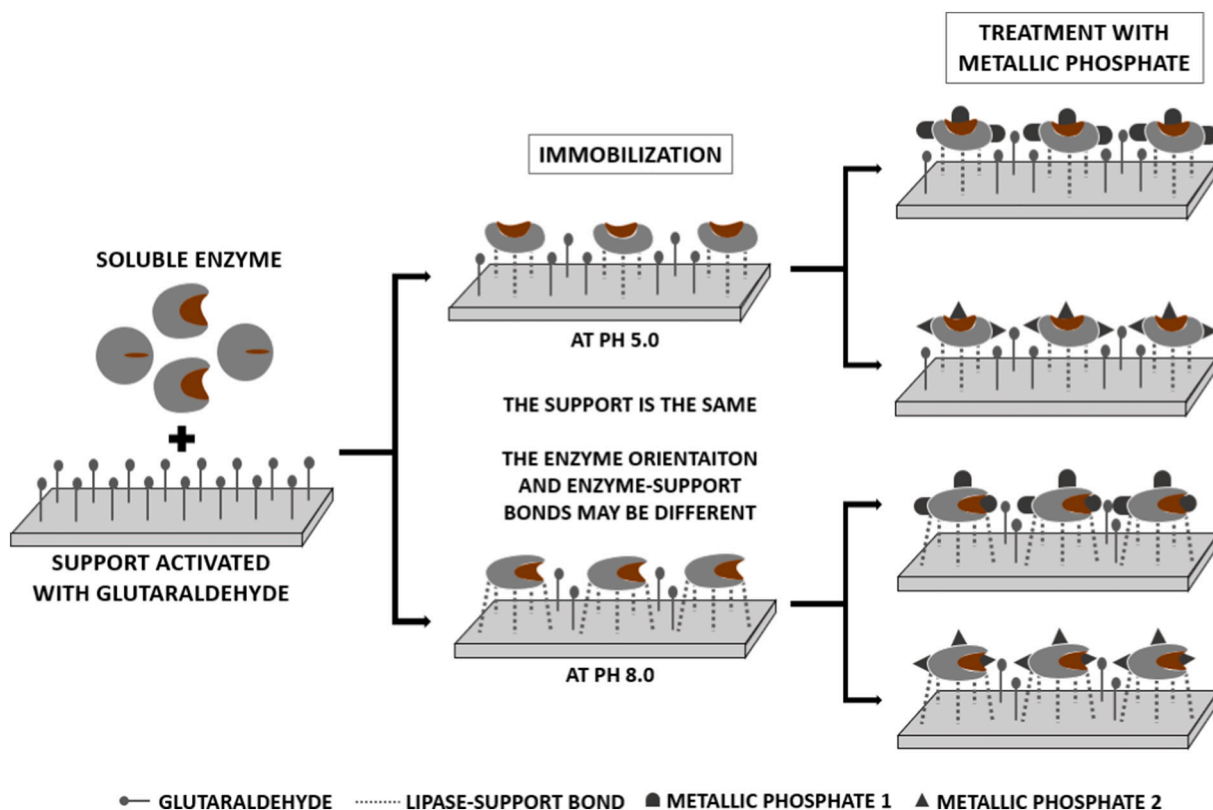 TREATMENT WITH
METALLIC PHOSPHATE
IMMOBILIZATION
SOLUBLE ENZYME
AT PH 5.0
THE SUPPORT IS THE SAME
THE ENZYME ORIENTAITON
AND ENZYME-SUPPORT
BONDS MAY BE DIFFERENT
SUPPORT ACTIVATED
WITH GLUTARALDEHYDE
AT PH 8.0
GLUTARALDEHYDE LIPASE-SUPPORT BOND METALLIC PHOSPHATE 1 METALLIC PHOSPHATE 2